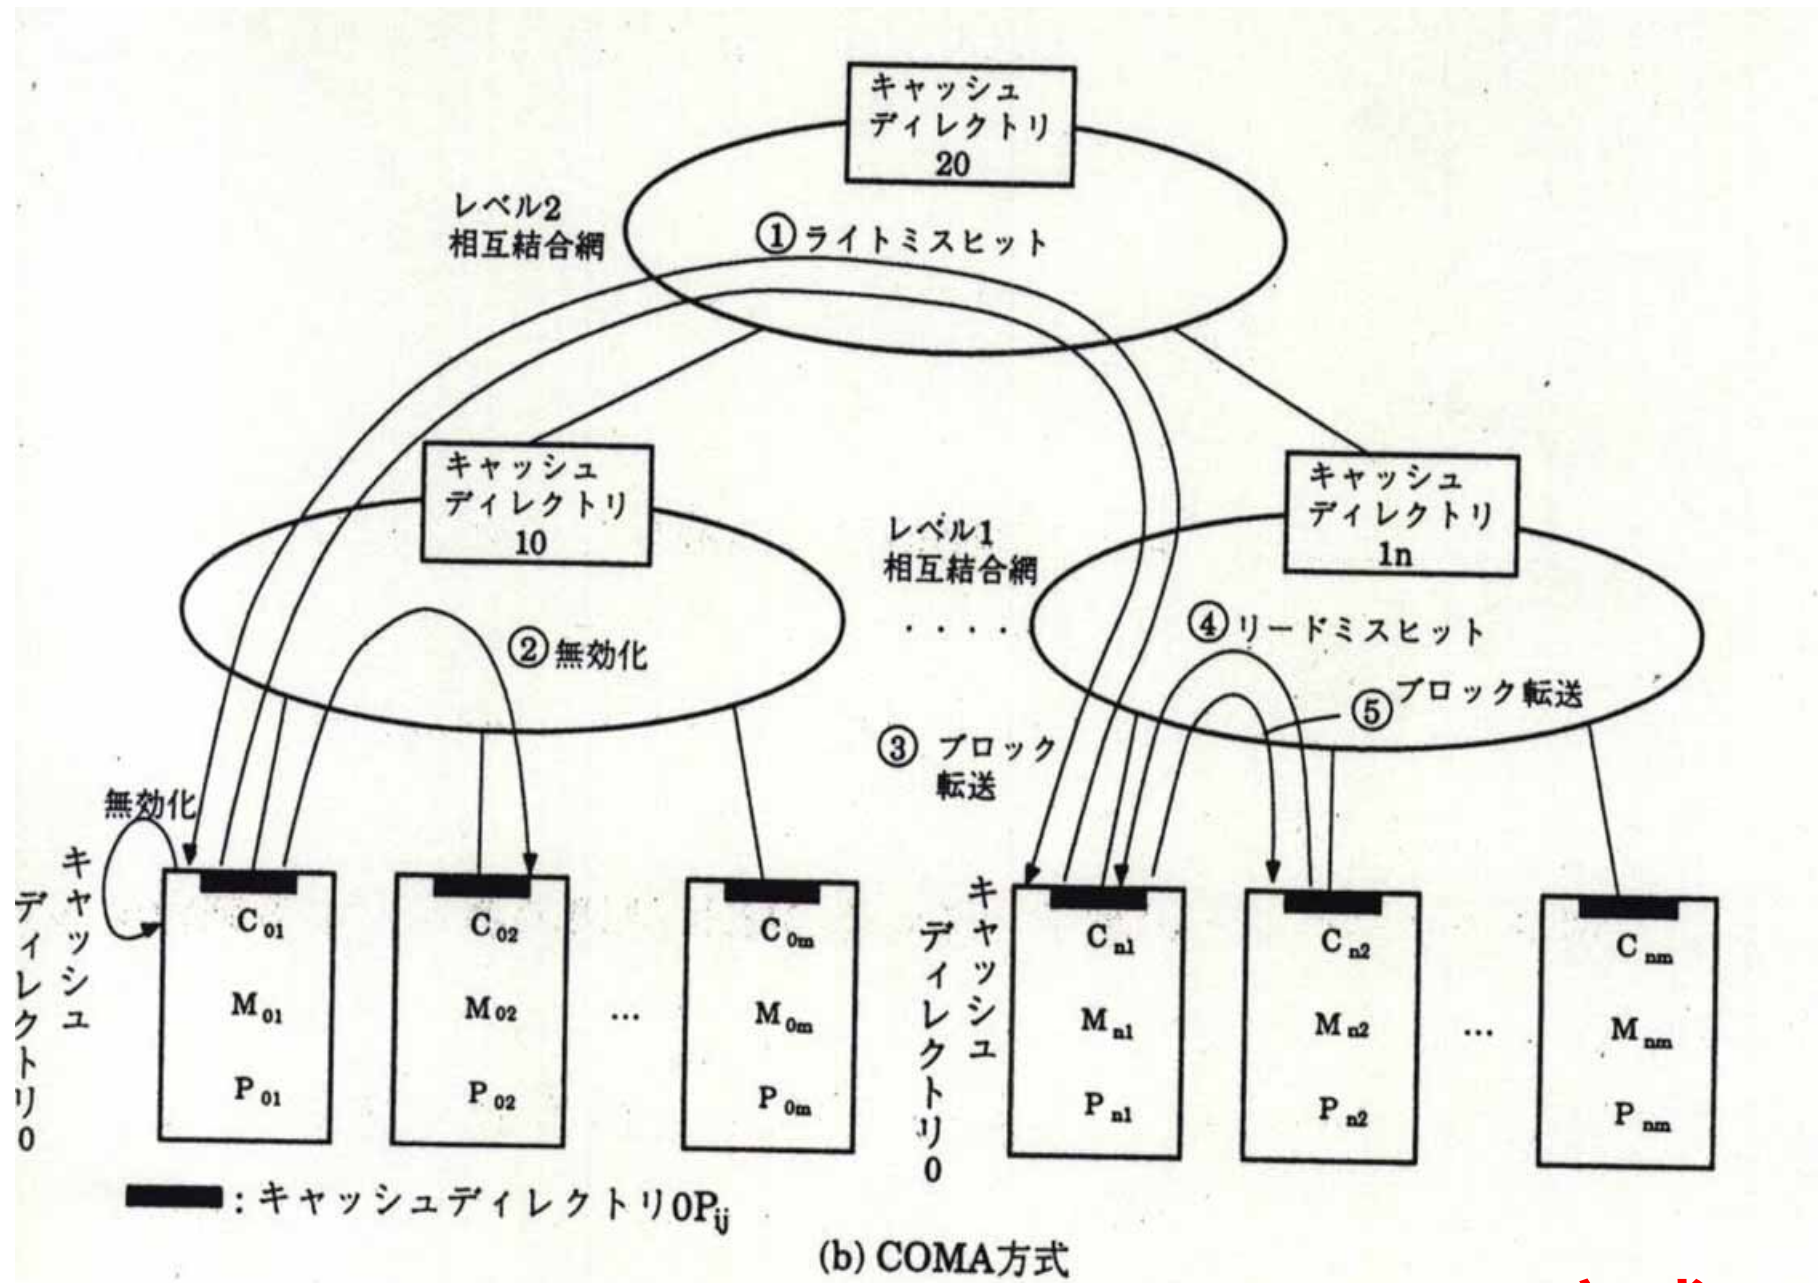 キャッシュ
ディレクトリ
20
レベル2
相互結合網
①ライトミスヒット
キャッシュ
ディレクトリ
10
レベル1
相互結合網
・・・・・
キャッシュ
ディレクトリ
1n
②無効化
④リードミスヒット
⑤ブロック転送
③ ブロック
転送
無効化
キャッシュ
ディレクトリ0
C01
M01
P01
C02
M02
P02
…
C0m
M0m
P0m
キャッシュ
ディレクトリ0
Cn1
Mn1
Pn1
Cn2
Mn2
Pn2
…
Cnm
Mnm
Pnm
：キャッシュディレクトリ0Pij
(b) COMA方式